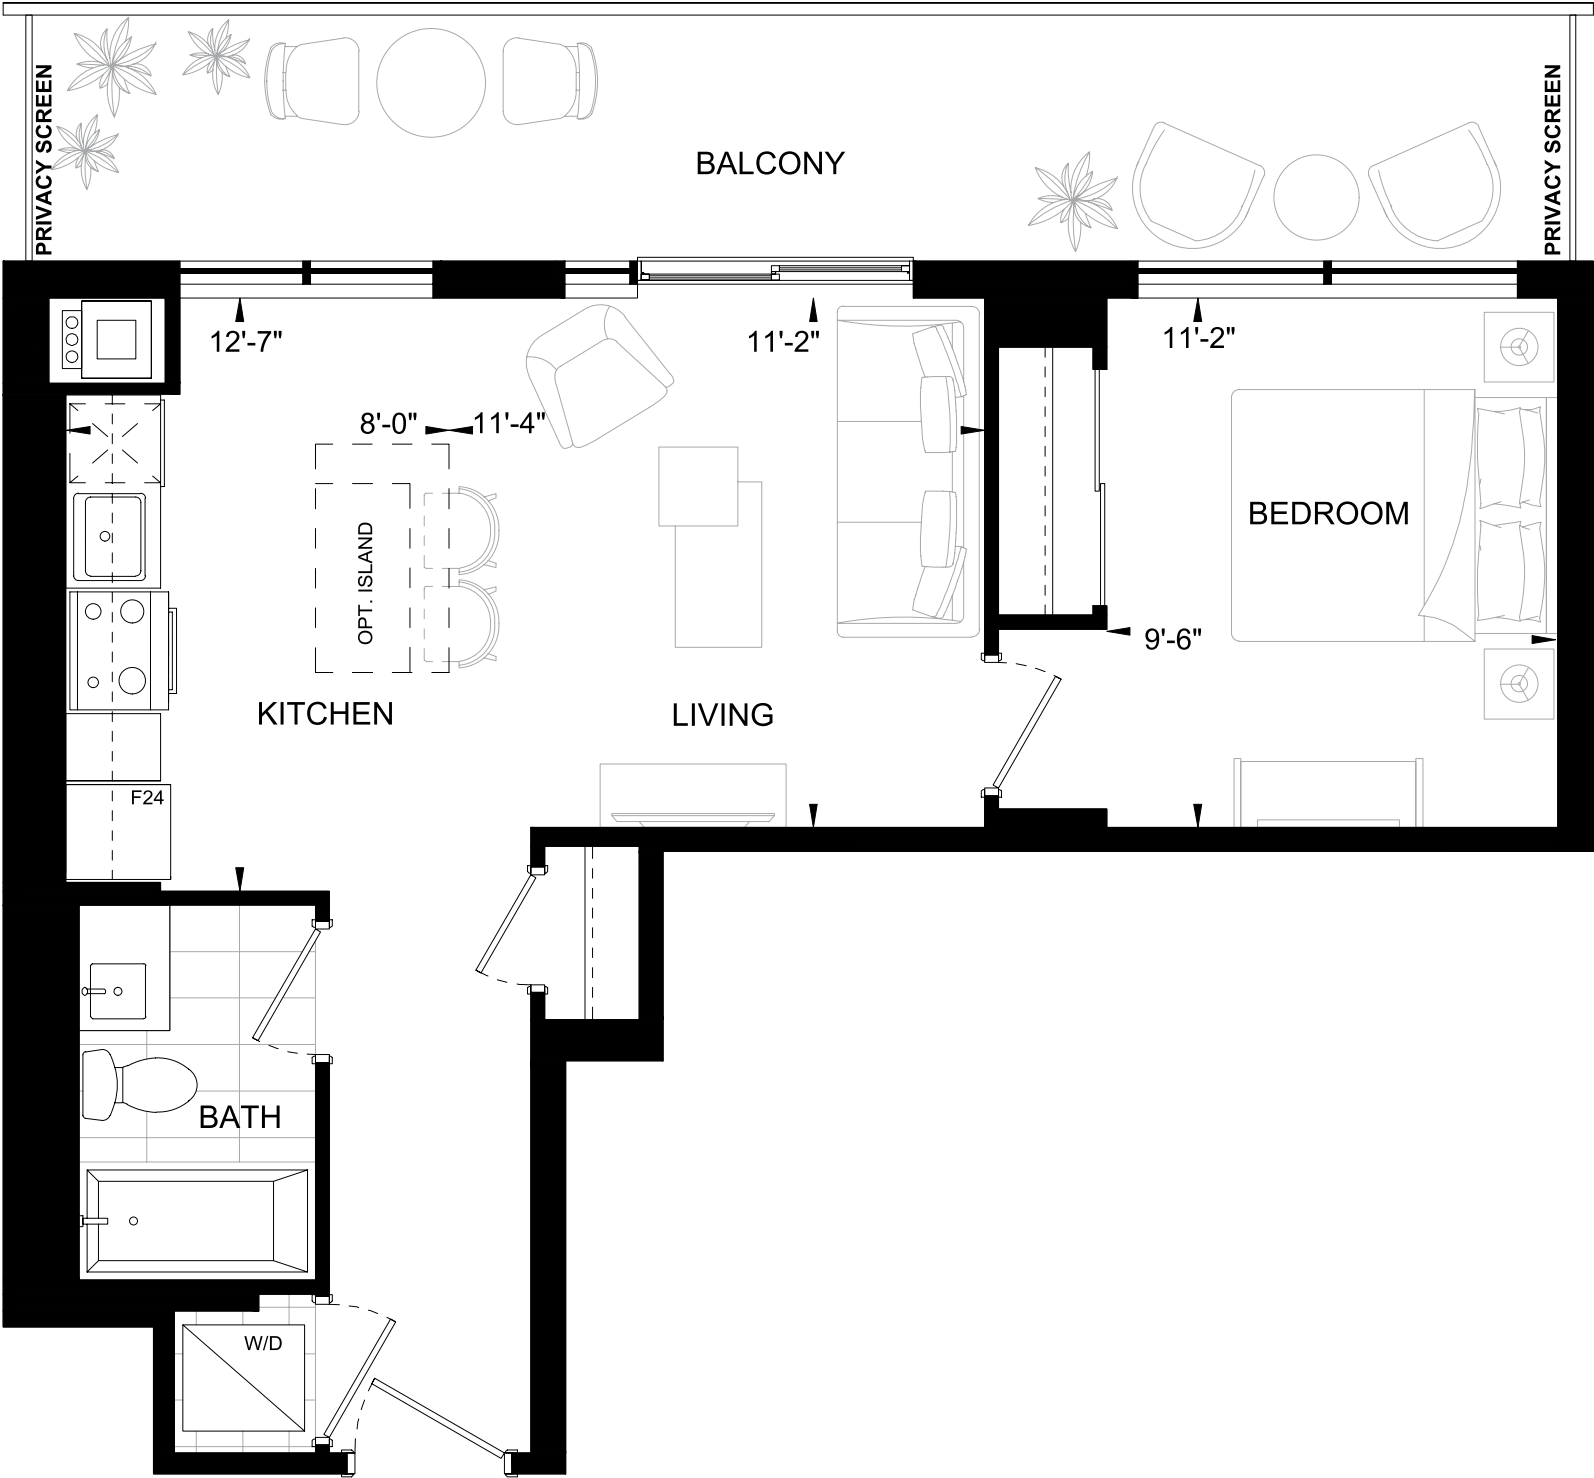 PRIVACY SCREEN
BALCONY
PRIVACY SCREEN
12'-7"
11'-2"
11'-2"
8'-0"
11'-4"
OPT. ISLAND
BEDROOM
9'-6"
KITCHEN
LIVING
F24
BATH
W/D